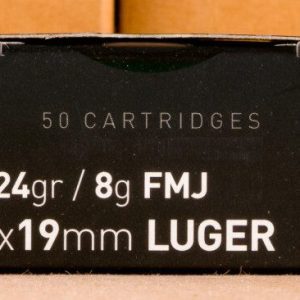 50 CARTRIDGES
24gr / 8g FMJ
x19mm LUGER